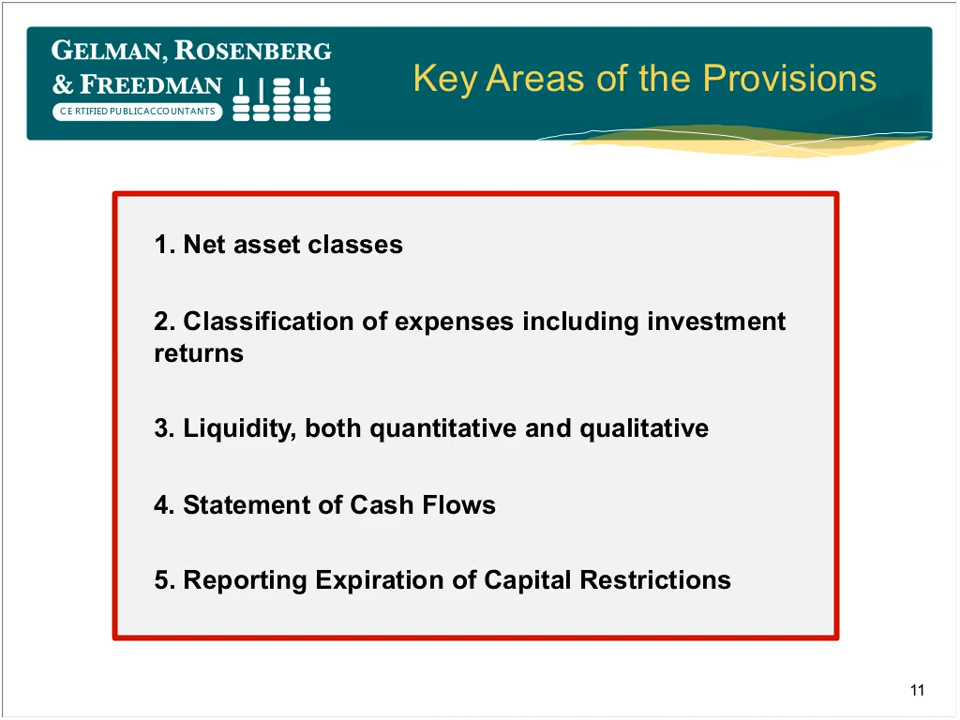 GELMAN, ROSENBERG
& FREEDMAN
CERTIFIED PUBLIC ACCOUNTANTS
Key Areas of the Provisions
1. Net asset classes
2. Classification of expenses including investment
returns
3. Liquidity, both quantitative and qualitative
4. Statement of Cash Flows
5. Reporting Expiration of Capital Restrictions
11